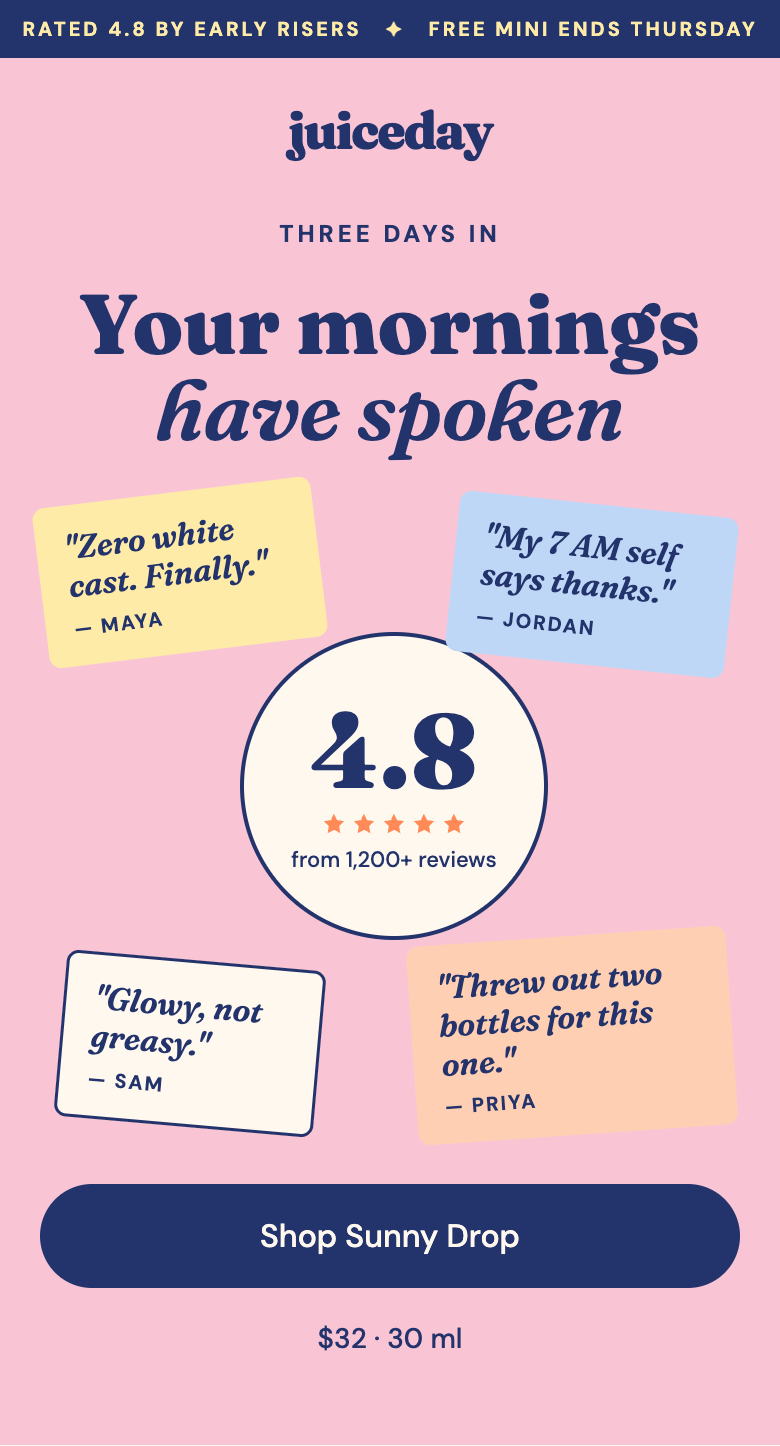 RATED 4.8 BY EARLY RISERS ✦ FREE MINI ENDS THURSDAY
juiceday
THREE DAYS IN
Your mornings
have spoken
"Zero white
cast. Finally."
— MAYA
"My 7 AM self
says thanks."
— JORDAN
4.8
★★★★★
from 1,200+ reviews
"Glowy, not
greasy."
— SAM
"Threw out two
bottles for this
one."
— PRIYA
Shop Sunny Drop
$32 · 30 ml